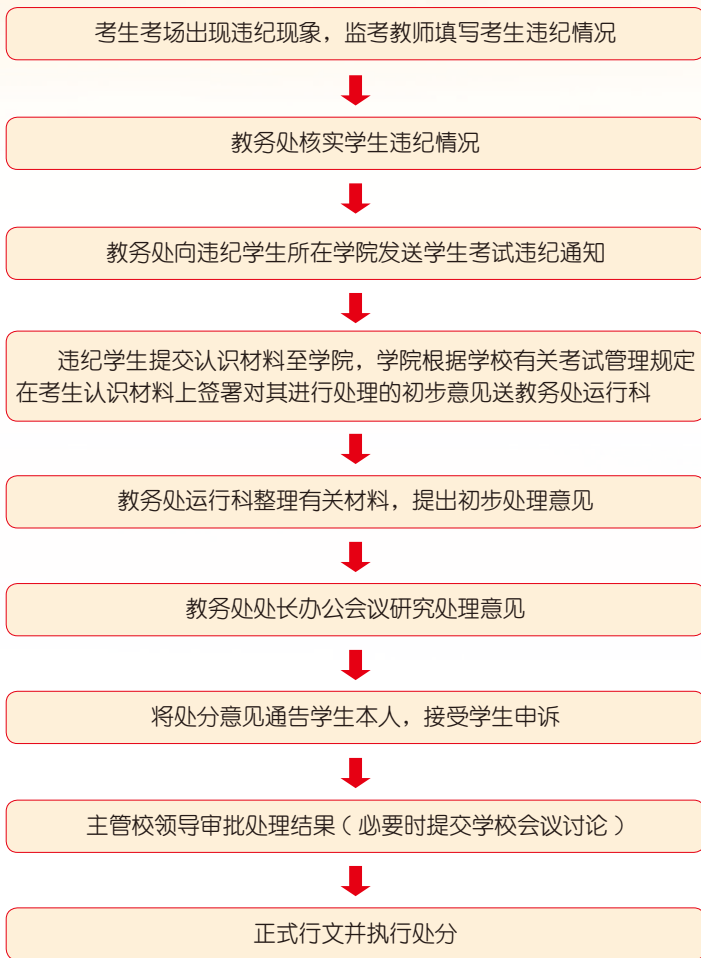 考生考场出现违纪现象，监考教师填写考生违纪情况
教务处核实学生违纪情况
教务处向违纪学生所在学院发送学生考试违纪通知
违纪学生提交认识材料至学院，学院根据学校有关考试管理规定
在考生认识材料上签署对其进行处理的初步意见送教务处运行科
教务处运行科整理有关材料，提出初步处理意见
教务处处长办公会议研究处理意见
将处分意见通告学生本人，接受学生申诉
主管校领导审批处理结果（必要时提交学校会议讨论）
正式行文并执行处分